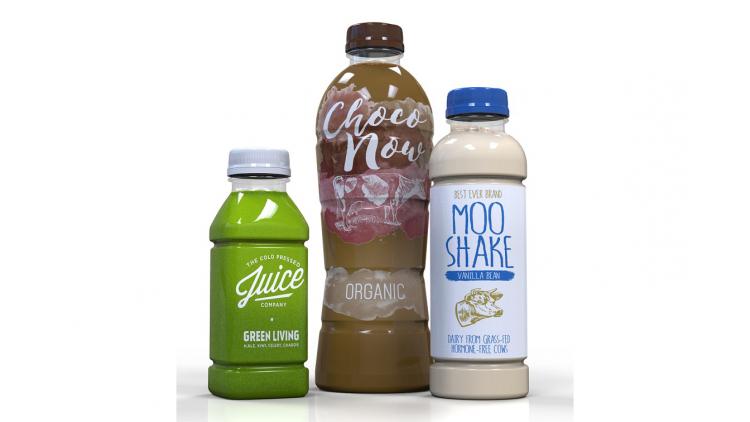 THE COLD PRESSED
Juice
COMPANY
GREEN LIVING
Choco
Now
ORGANIC
BEST EVER BRAND
MOO
SHAKE
VANILLA BEAN
DAIRY FROM GRASS-FED
HORMONE-FREE COWS